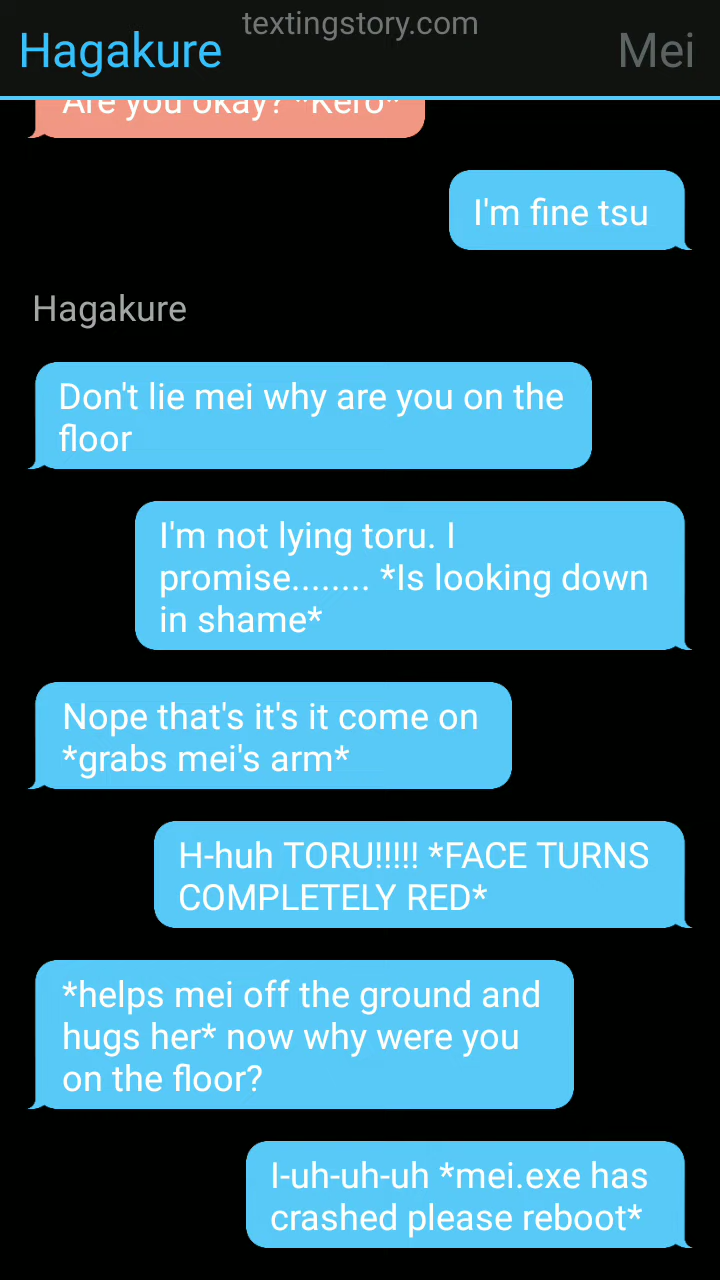 textingstory.com
Hagakure
Mei
Are you okay? *Kero*
I'm fine tsu
Hagakure
Don't lie mei why are you on the
floor
I'm not lying toru. I
promise........ *Is looking down
in shame*
Nope that's it's it come on
*grabs mei's arm*
H-huh TORU!!!!! *FACE TURNS
COMPLETELY RED*
*helps mei off the ground and
hugs her* now why were you
on the floor?
I-uh-uh-uh *mei.exe has
crashed please reboot*